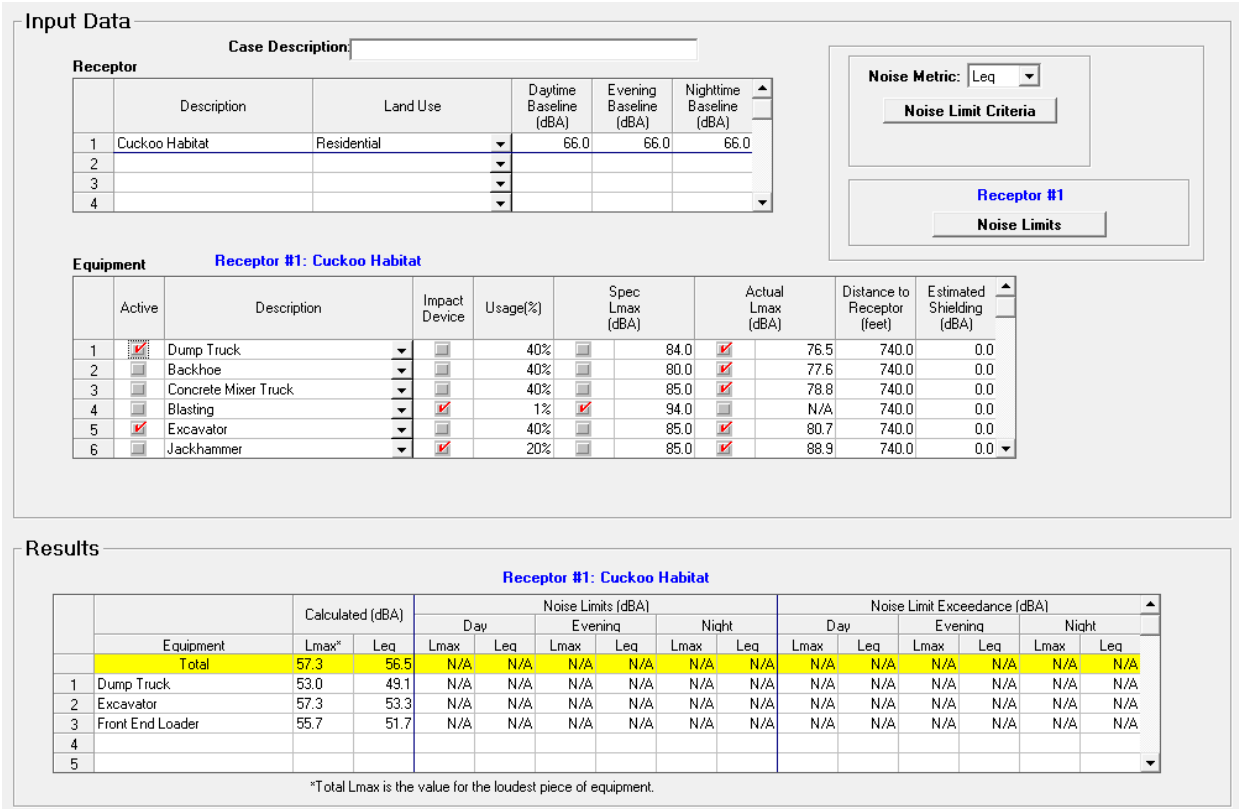 Input Data
Case Description:
Receptor
Description Land Use Daytime Baseline (dBA) Evening Baseline (dBA) Nighttime Baseline (dBA)
1 Cuckoo Habitat Residential 66.0 66.0 66.0
2
3
4
Noise Metric: Leq
Noise Limit Criteria
Receptor #1
Noise Limits
Equipment Receptor #1: Cuckoo Habitat
Active Description Impact Device Usage(%) Spec Lmax (dBA) Actual Lmax (dBA) Distance to Receptor (feet) Estimated Shielding (dBA)
1 Dump Truck 40% 84.0 76.5 740.0 0.0
2 Backhoe 40% 80.0 77.6 740.0 0.0
3 Concrete Mixer Truck 40% 85.0 78.8 740.0 0.0
4 Blasting 1% 94.0 N/A 740.0 0.0
5 Excavator 40% 85.0 80.7 740.0 0.0
6 Jackhammer 20% 85.0 88.9 740.0 0.0
Results
Receptor #1: Cuckoo Habitat
Calculated (dBA) Noise Limits (dBA) Noise Limit Exceedance (dBA)
Day Evening Night Day Evening Night
Equipment Lmax* Leq Lmax Leq Lmax Leq Lmax Leq Lmax Leq Lmax Leq Lmax Leq
Total 57.3 56.5 N/A N/A N/A N/A N/A N/A N/A N/A N/A N/A N/A N/A
1 Dump Truck 53.0 49.1 N/A N/A N/A N/A N/A N/A N/A N/A N/A N/A N/A N/A
2 Excavator 57.3 53.3 N/A N/A N/A N/A N/A N/A N/A N/A N/A N/A N/A N/A
3 Front End Loader 55.7 51.7 N/A N/A N/A N/A N/A N/A N/A N/A N/A N/A N/A N/A
4
5
*Total Lmax is the value for the loudest piece of equipment.